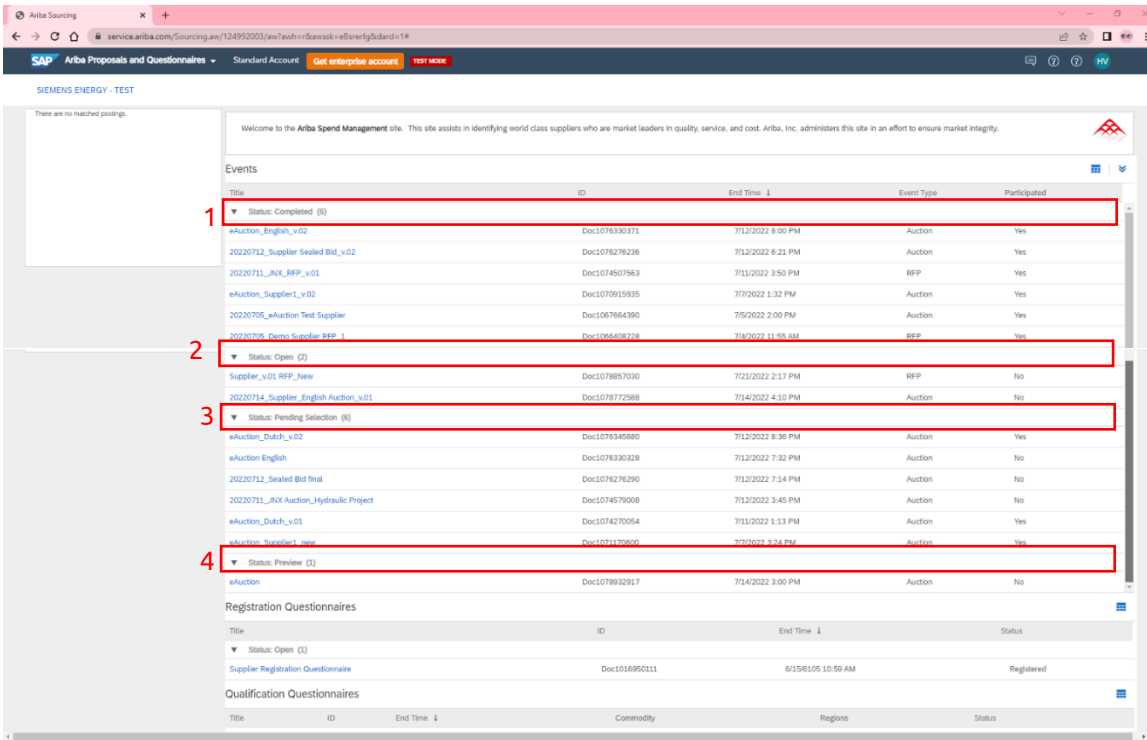 Ariba Sourcing
service.ariba.com/Sourcing.aw/124992003/aw?awh=r&awssk=eBsrerfg&dard=1#
SAP Ariba Proposals and Questionnaires Standard Account Get enterprise account TEST MODE HV
SIEMENS ENERGY - TEST
There are no matched postings.
Welcome to the Ariba Spend Management site. This site assists in identifying world class suppliers who are market leaders in quality, service, and cost. Ariba, Inc. administers this site in an effort to ensure market integrity.
Events
Title ID End Time ↓ Event Type Participated
1 ▼ Status: Completed (6)
eAuction_English_v.02 Doc1076330371 7/12/2022 8:00 PM Auction Yes
20220712_Supplier Sealed Bid_v.02 Doc1076276236 7/12/2022 6:21 PM Auction Yes
20220711_JNX_RFP_v.01 Doc1074507563 7/11/2022 3:50 PM RFP Yes
eAuction_Supplier1_v.02 Doc1070915935 7/7/2022 1:32 PM Auction Yes
20220705_eAuction Test Supplier Doc1067664390 7/5/2022 2:00 PM Auction Yes
20220705_Demo Supplier RFP_1 Doc1066408228 7/4/2022 11:55 AM RFP Yes
2 ▼ Status: Open (2)
Supplier_v.01 RFP_New Doc1078857030 7/21/2022 2:17 PM RFP No
20220714_Supplier_English Auction_v.01 Doc1078772588 7/14/2022 4:10 PM Auction No
3 ▼ Status: Pending Selection (6)
eAuction_Dutch_v.02 Doc1076345680 7/12/2022 8:36 PM Auction Yes
eAuction English Doc1076330328 7/12/2022 7:32 PM Auction No
20220712_Sealed Bid final Doc1076276290 7/12/2022 7:14 PM Auction No
20220711_JNX Auction_Hydraulic Project Doc1074579008 7/12/2022 3:45 PM Auction No
eAuction_Dutch_v.01 Doc1074270054 7/11/2022 1:13 PM Auction Yes
eAuction_Supplier1_new Doc1071170600 7/7/2022 3:24 PM Auction Yes
4 ▼ Status: Preview (1)
eAuction Doc1078932917 7/14/2022 3:00 PM Auction No
Registration Questionnaires
Title ID End Time ↓ Status
▼ Status: Open (1)
Supplier Registration Questionnaire Doc1016950111 6/15/6105 10:59 AM Registered
Qualification Questionnaires
Title ID End Time ↓ Commodity Regions Status